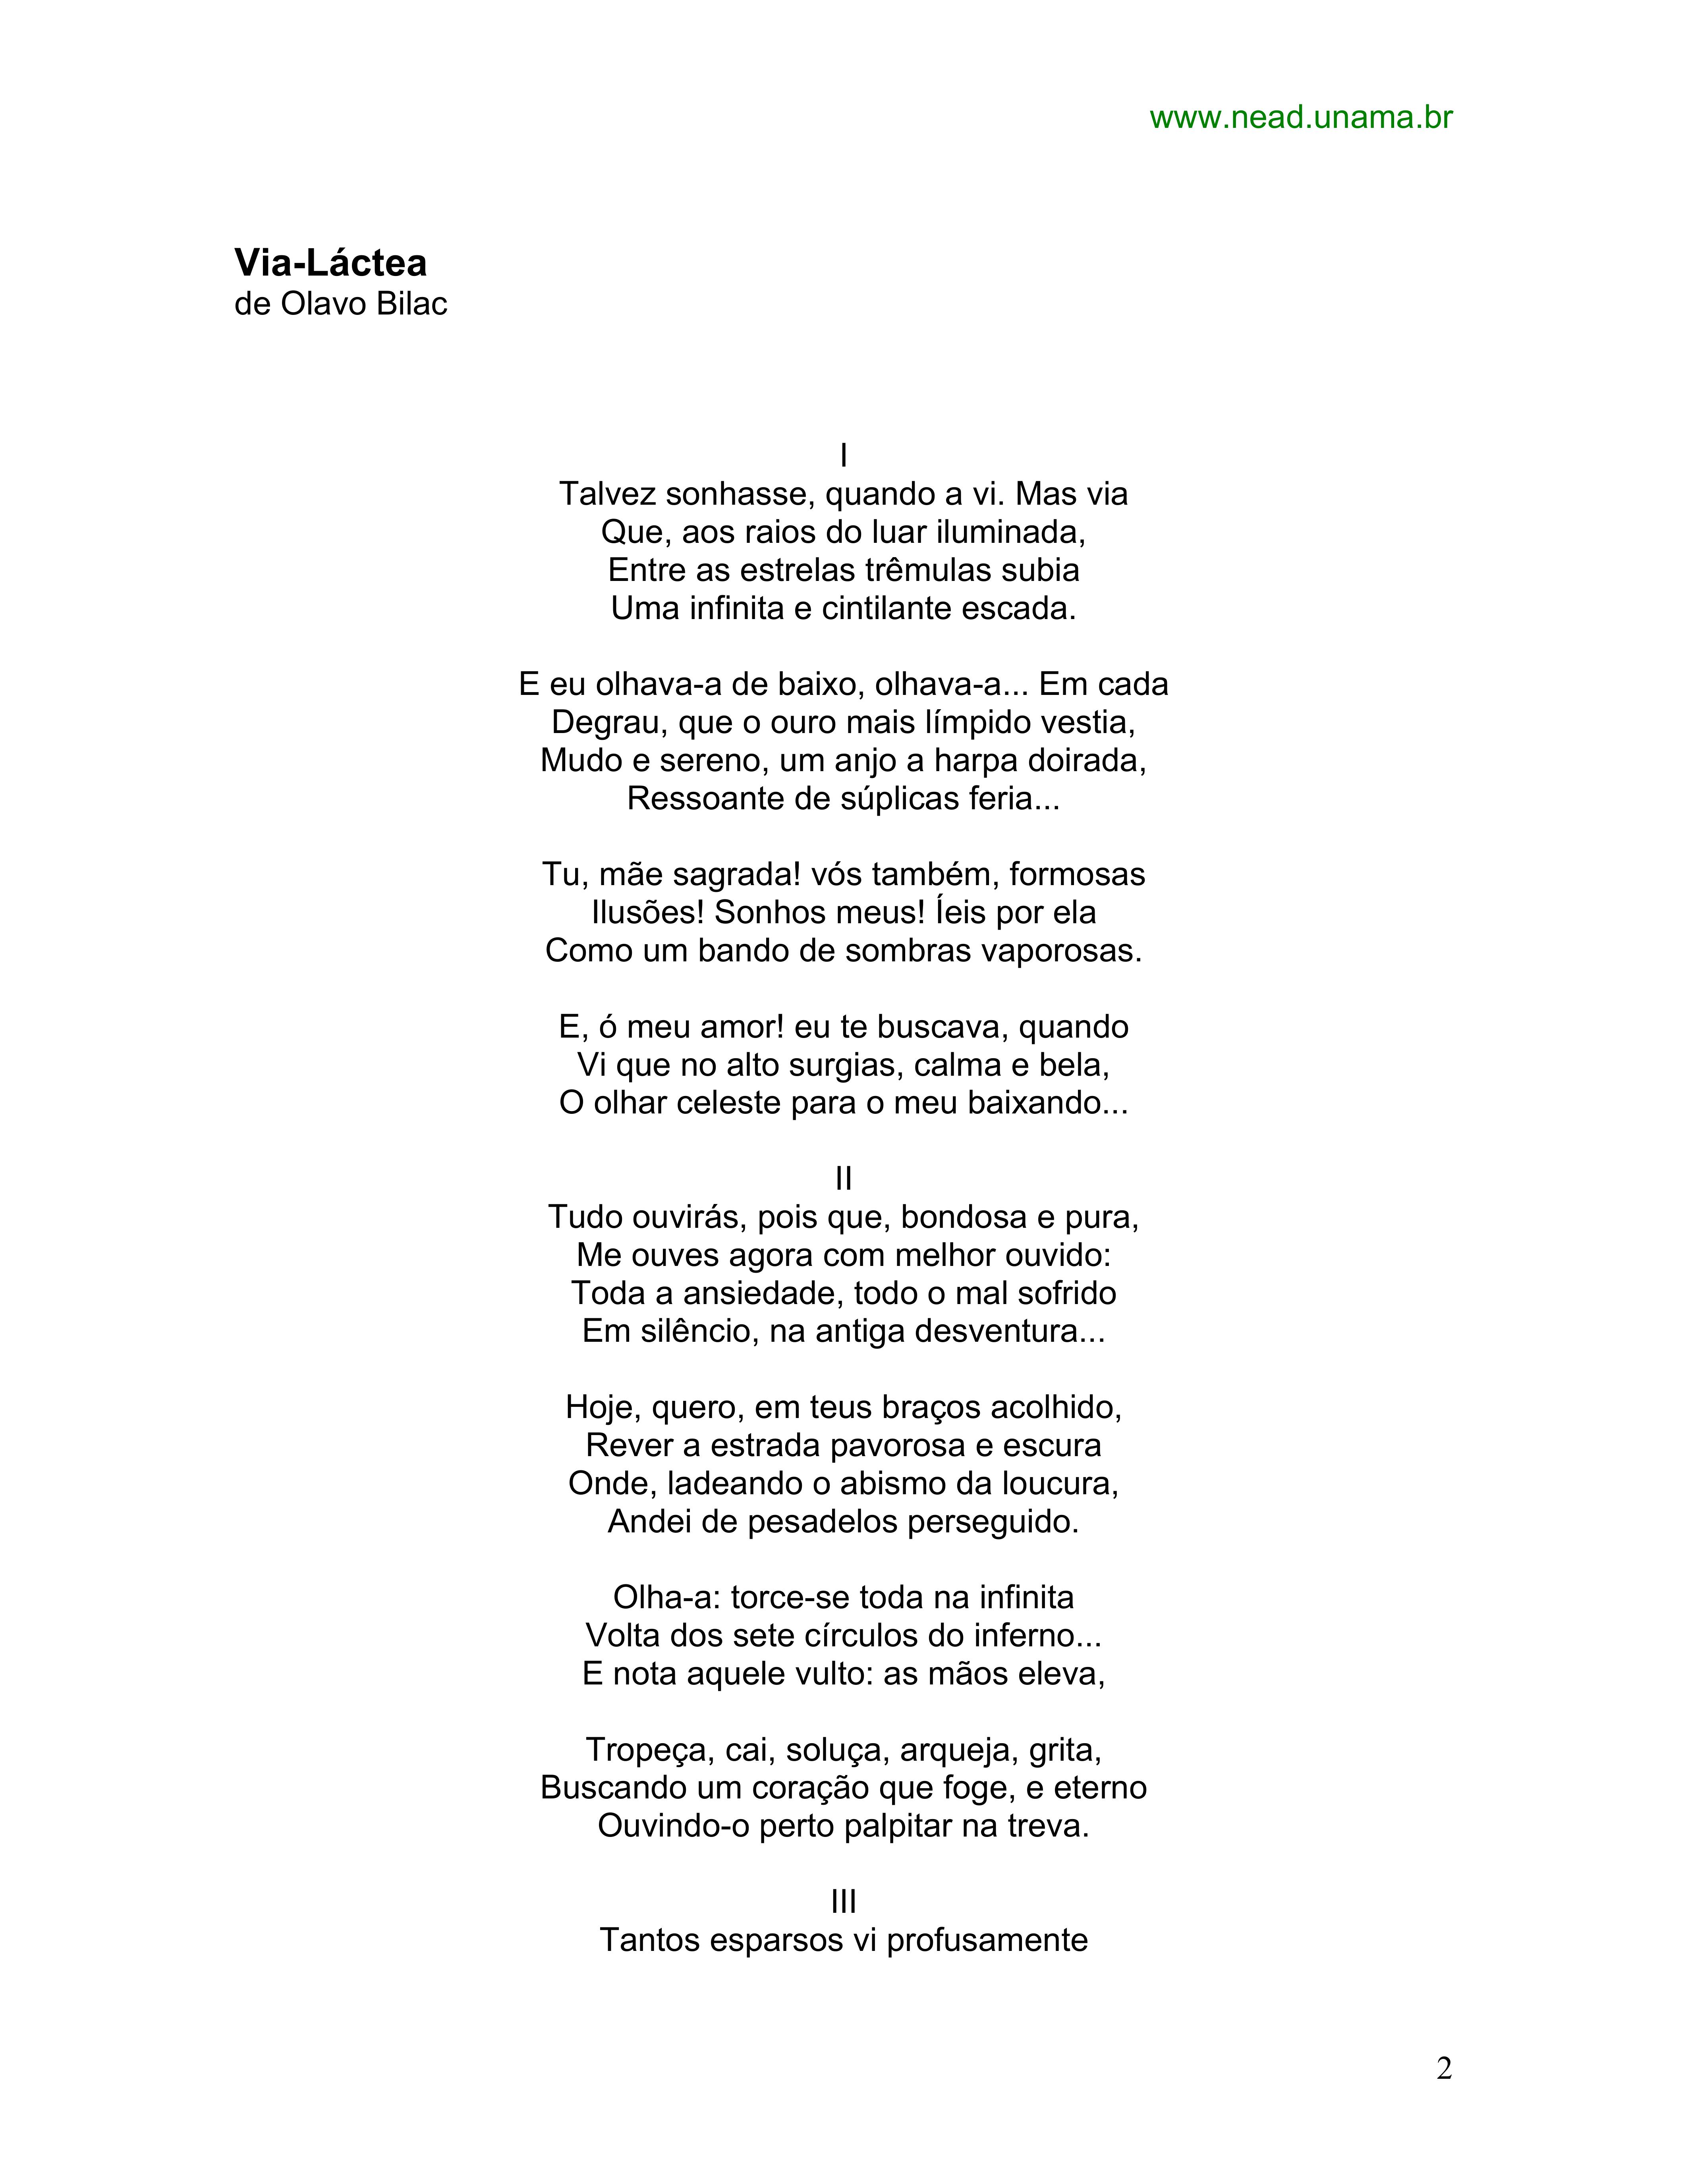 www.nead.unama.br
Via-Láctea
de Olavo Bilac
I
Talvez sonhasse, quando a vi. Mas via
Que, aos raios do luar iluminada,
Entre as estrelas trêmulas subia
Uma infinita e cintilante escada.
E eu olhava-a de baixo, olhava-a... Em cada
Degrau, que o ouro mais límpido vestia,
Mudo e sereno, um anjo a harpa doirada,
Ressoante de súplicas feria...
Tu, mãe sagrada! vós também, formosas
Ilusões! Sonhos meus! Íeis por ela
Como um bando de sombras vaporosas.
E, ó meu amor! eu te buscava, quando
Vi que no alto surgias, calma e bela,
O olhar celeste para o meu baixando...
II
Tudo ouvirás, pois que, bondosa e pura,
Me ouves agora com melhor ouvido:
Toda a ansiedade, todo o mal sofrido
Em silêncio, na antiga desventura...
Hoje, quero, em teus braços acolhido,
Rever a estrada pavorosa e escura
Onde, ladeando o abismo da loucura,
Andei de pesadelos perseguido.
Olha-a: torce-se toda na infinita
Volta dos sete círculos do inferno...
E nota aquele vulto: as mãos eleva,
Tropeça, cai, soluça, arqueja, grita,
Buscando um coração que foge, e eterno
Ouvindo-o perto palpitar na treva.
III
Tantos esparsos vi profusamente
2